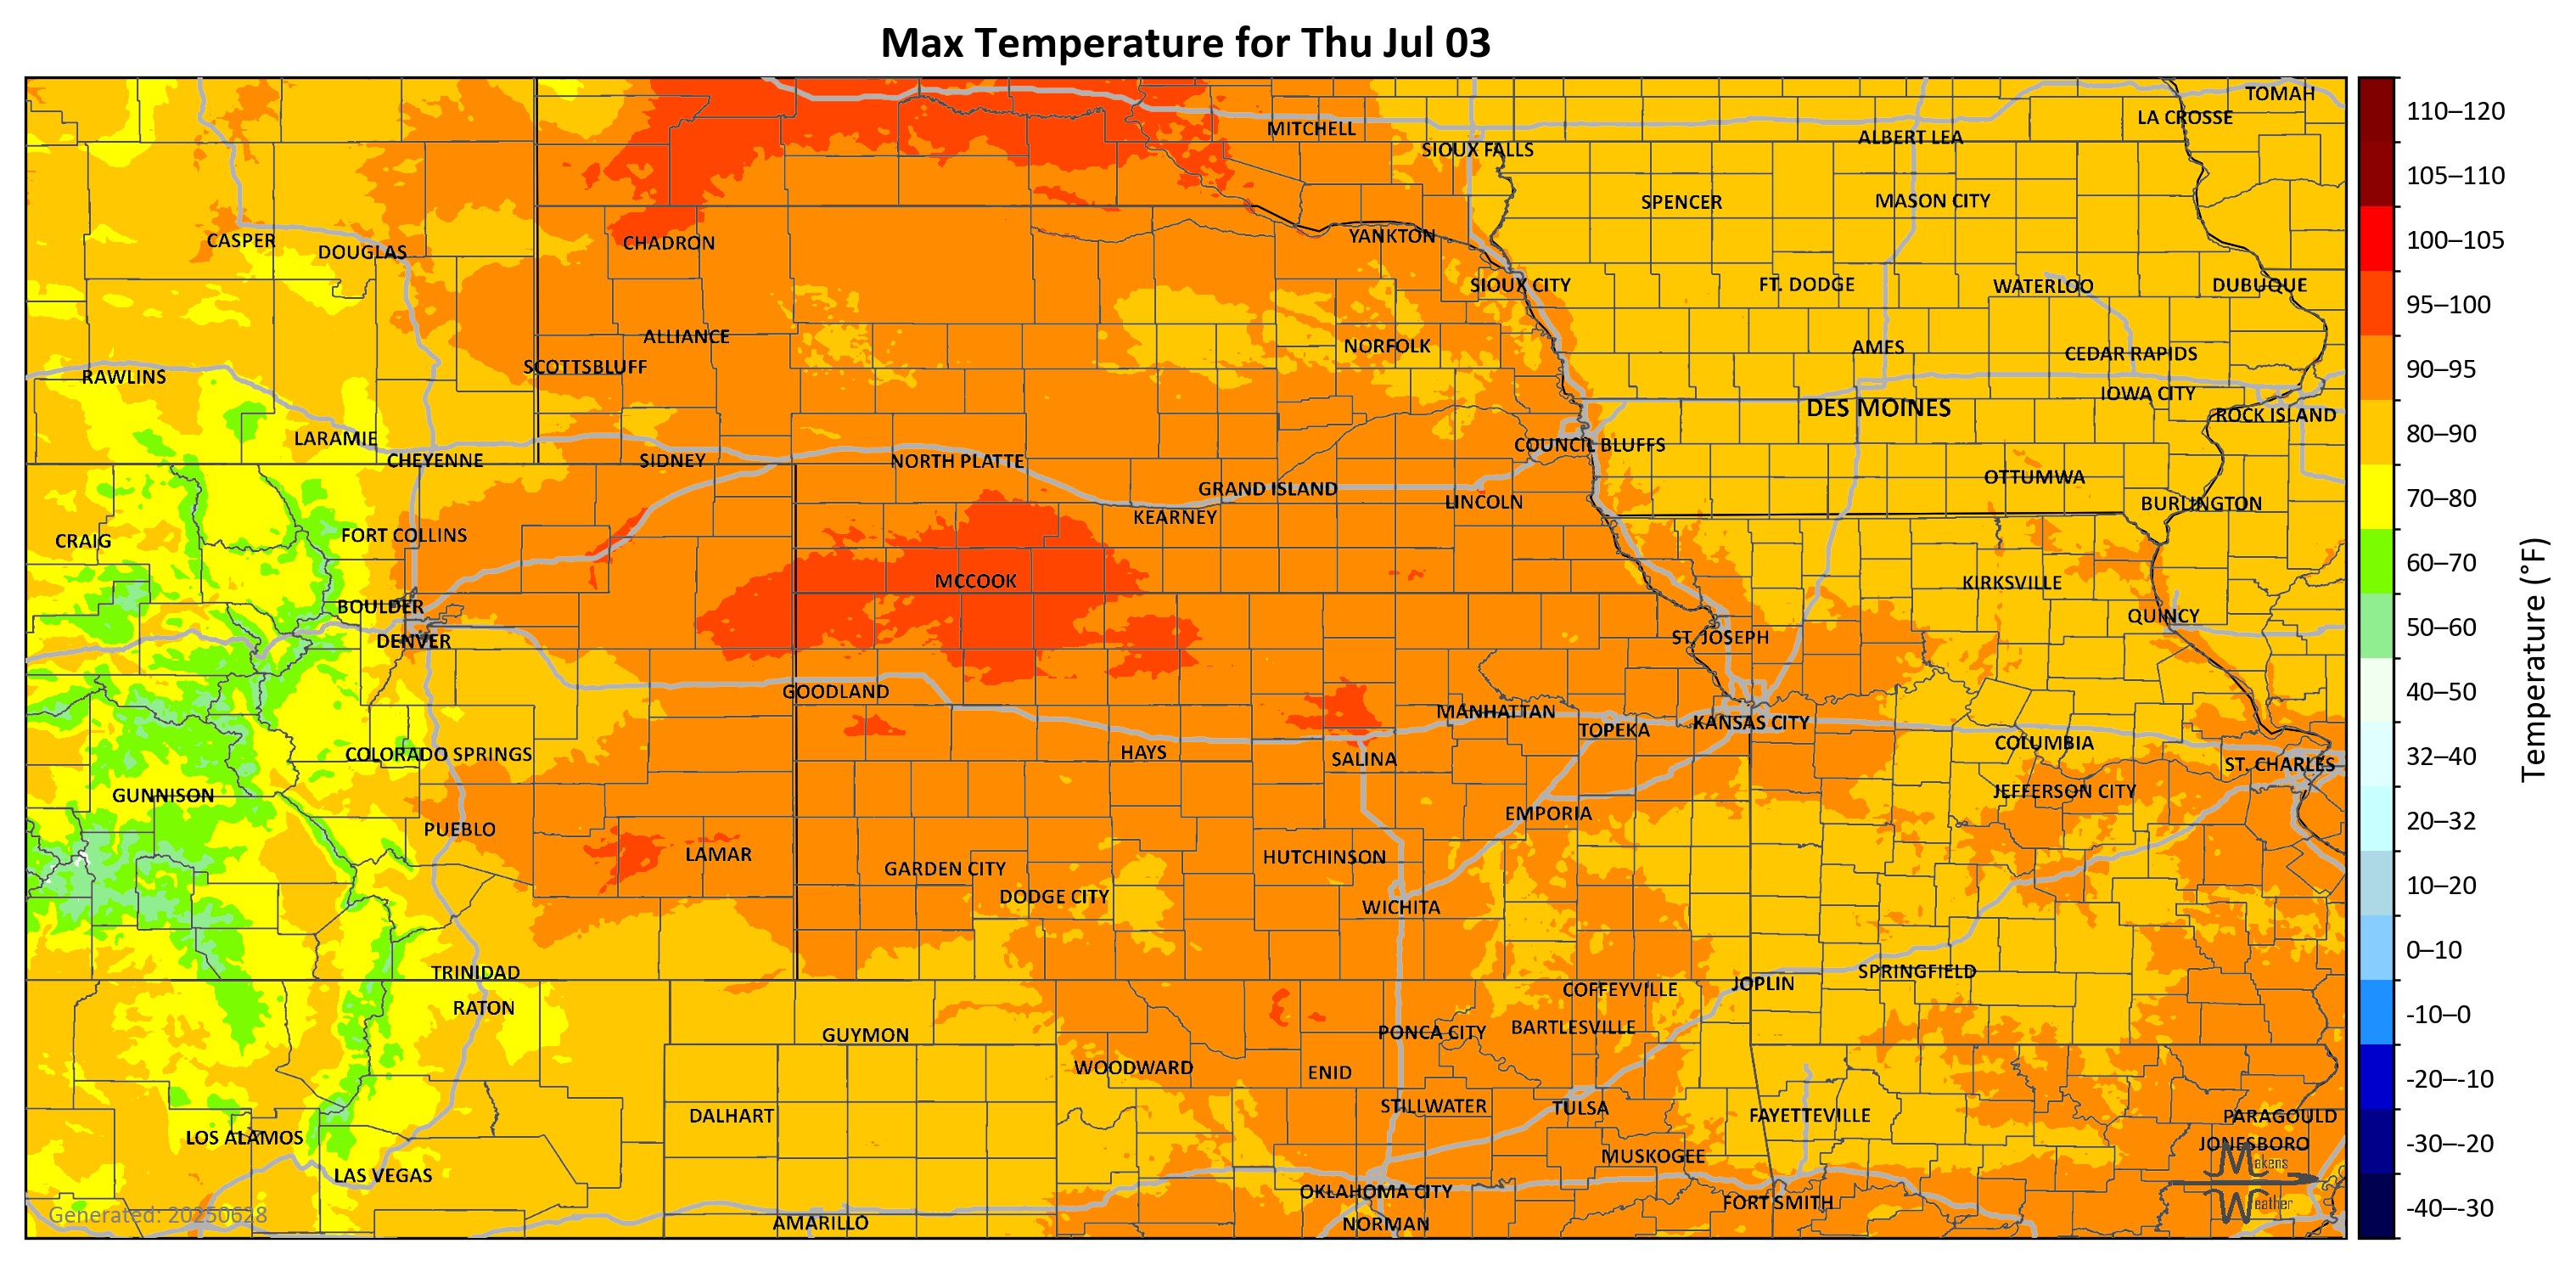 Max Temperature for Thu Jul 03
TOMAH
LA CROSSE
MITCHELL
ALBERT LEA
SIOUX FALLS
SPENCER
MASON CITY
YANKTON
CASPER
CHADRON
DOUGLAS
SIOUX CITY
FT. DODGE
WATERLOO
DUBUQUE
ALLIANCE
NORFOLK
AMES
CEDAR RAPIDS
SCOTTSBLUFF
RAWLINS
IOWA CITY
DES MOINES
ROCK ISLAND
LARAMIE
COUNCIL BLUFFS
CHEYENNE
SIDNEY
NORTH PLATTE
OTTUMWA
GRAND ISLAND
LINCOLN
BURLINGTON
KEARNEY
FORT COLLINS
CRAIG
MCCOOK
KIRKSVILLE
BOULDER
QUINCY
DENVER
ST. JOSEPH
GOODLAND
MANHATTAN
KANSAS CITY
TOPEKA
COLUMBIA
COLORADO SPRINGS
HAYS
SALINA
ST. CHARLES
GUNNISON
JEFFERSON CITY
EMPORIA
PUEBLO
LAMAR
HUTCHINSON
GARDEN CITY
DODGE CITY
WICHITA
TRINIDAD
SPRINGFIELD
JOPLIN
COFFEYVILLE
RATON
BARTLESVILLE
GUYMON
PONCA CITY
WOODWARD
ENID
STILLWATER
TULSA
DALHART
FAYETTEVILLE
PARAGOULD
LOS ALAMOS
JONESBORO
MUSKOGEE
LAS VEGAS
OKLAHOMA CITY
FORT SMITH
AMARILLO
NORMAN
Generated: 20250628
Makens
Weather
110–120
105–110
100–105
95–100
90–95
80–90
70–80
60–70
50–60
40–50
32–40
20–32
10–20
0–10
-10–0
-20–-10
-30–-20
-40–-30
Temperature (°F)